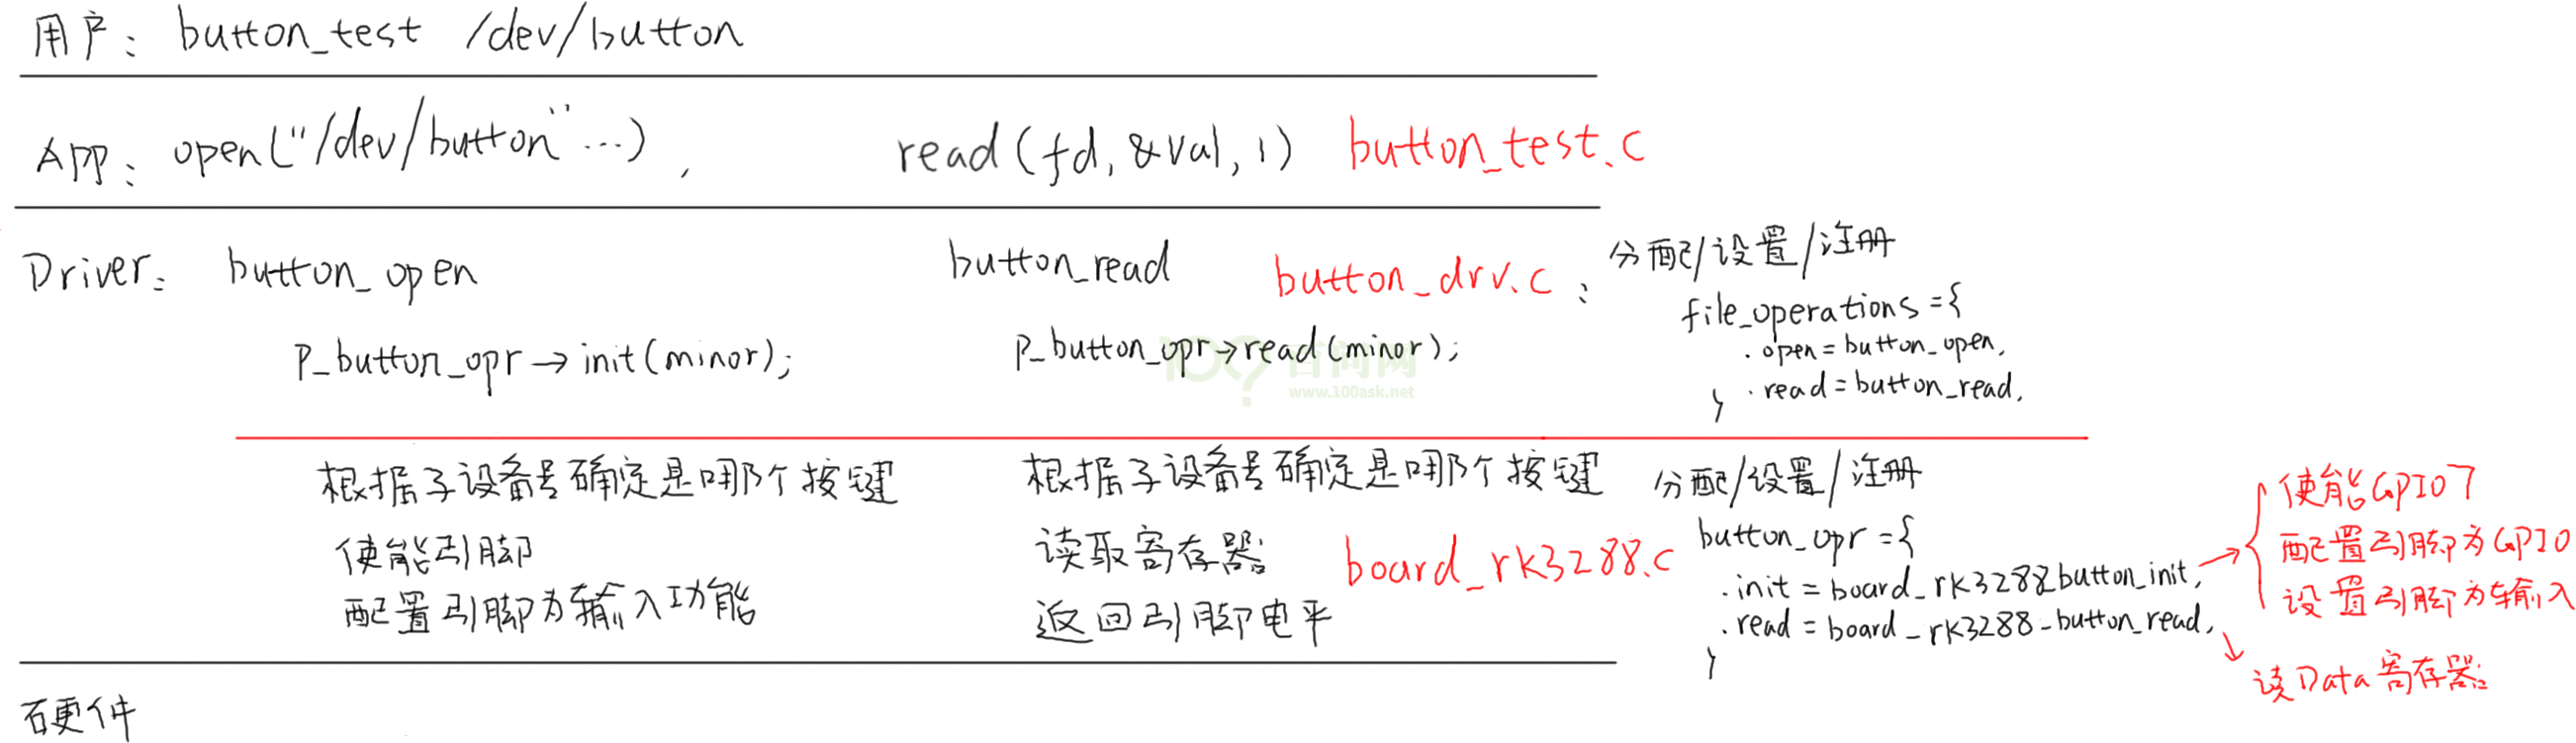 用户: button_test /dev/button
App: open("/dev/button"...), read(fd, &val, 1) button_test.c
Driver: button_open button_read button_drv.c :
分配/设置/注册
file_operations={
.open=button_open,
.read=button_read,
}
p_button_opr→init(minor);
p_button_opr→read(minor);
100? 百问网
www.100ask.net
根据子设备号确定是哪个按键
使能引脚
配置引脚为输入功能
根据子设备号确定是哪个按键
读取寄存器
返回引脚电平
board_rk3288.c
分配/设置/注册
button_opr={
.init=board_rk3288_button_init,
.read=board_rk3288_button_read,
}
使能GPIO7
配置引脚为GPIO
设置引脚为输入
读Data寄存器
硬件